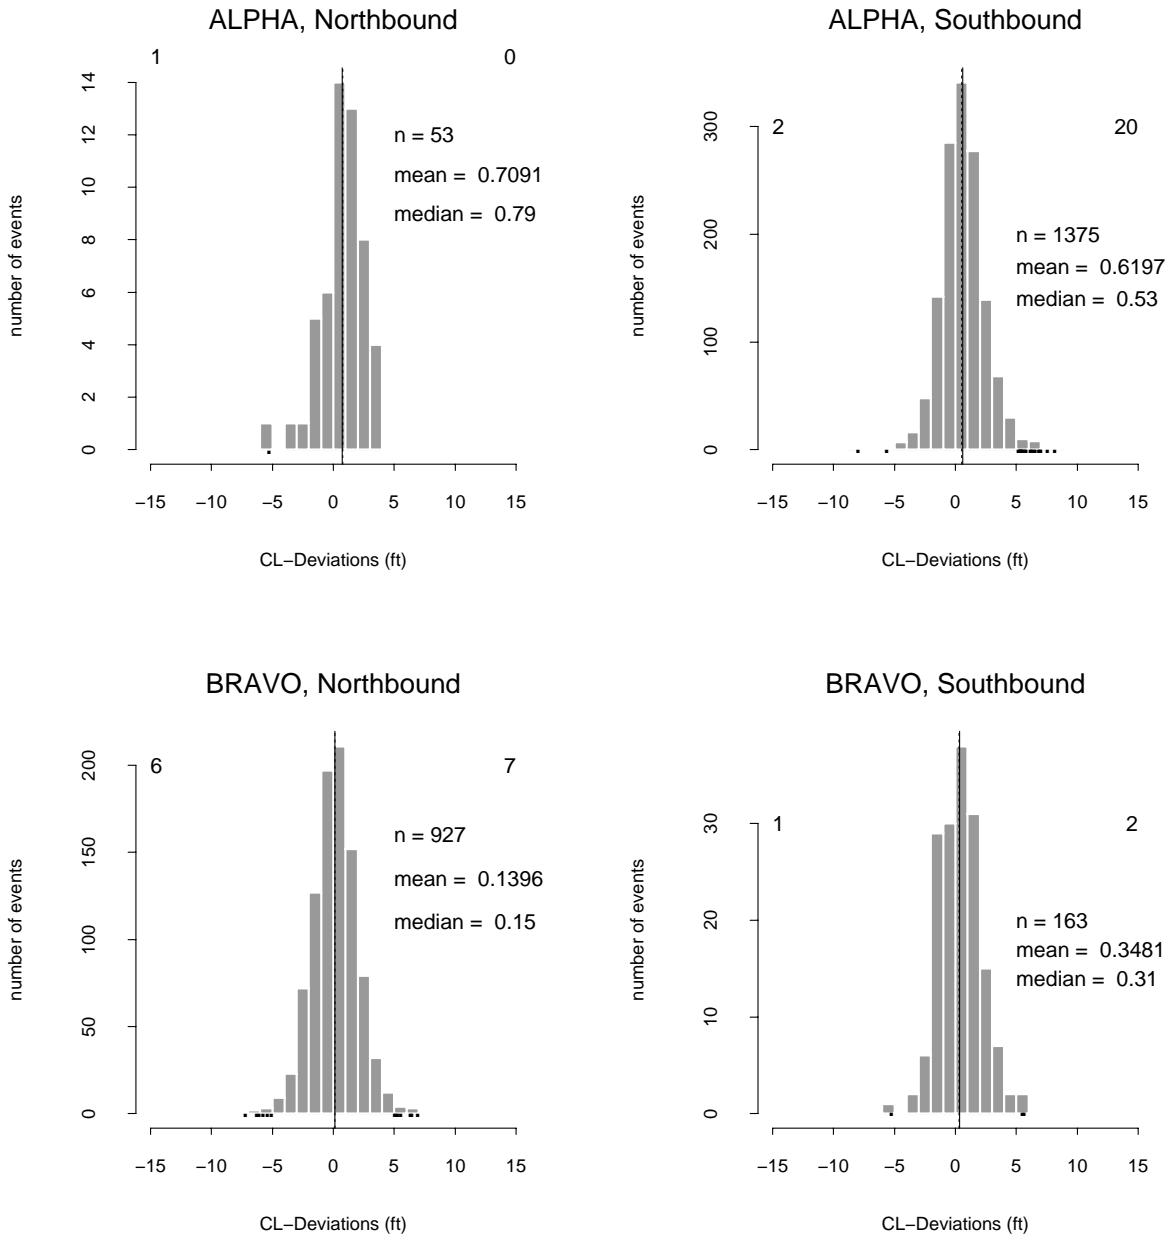 ALPHA, Northbound
1
0
n = 53
mean = 0.7091
median = 0.79
number of events
0
2
4
6
8
10
12
14
−15
−10
−5
0
5
10
15
CL−Deviations (ft)
ALPHA, Southbound
2
20
n = 1375
mean = 0.6197
median = 0.53
number of events
0
100
200
300
−15
−10
−5
0
5
10
15
CL−Deviations (ft)
BRAVO, Northbound
6
7
n = 927
mean = 0.1396
median = 0.15
number of events
0
50
100
150
200
−15
−10
−5
0
5
10
15
CL−Deviations (ft)
BRAVO, Southbound
1
2
n = 163
mean = 0.3481
median = 0.31
number of events
0
10
20
30
−15
−10
−5
0
5
10
15
CL−Deviations (ft)